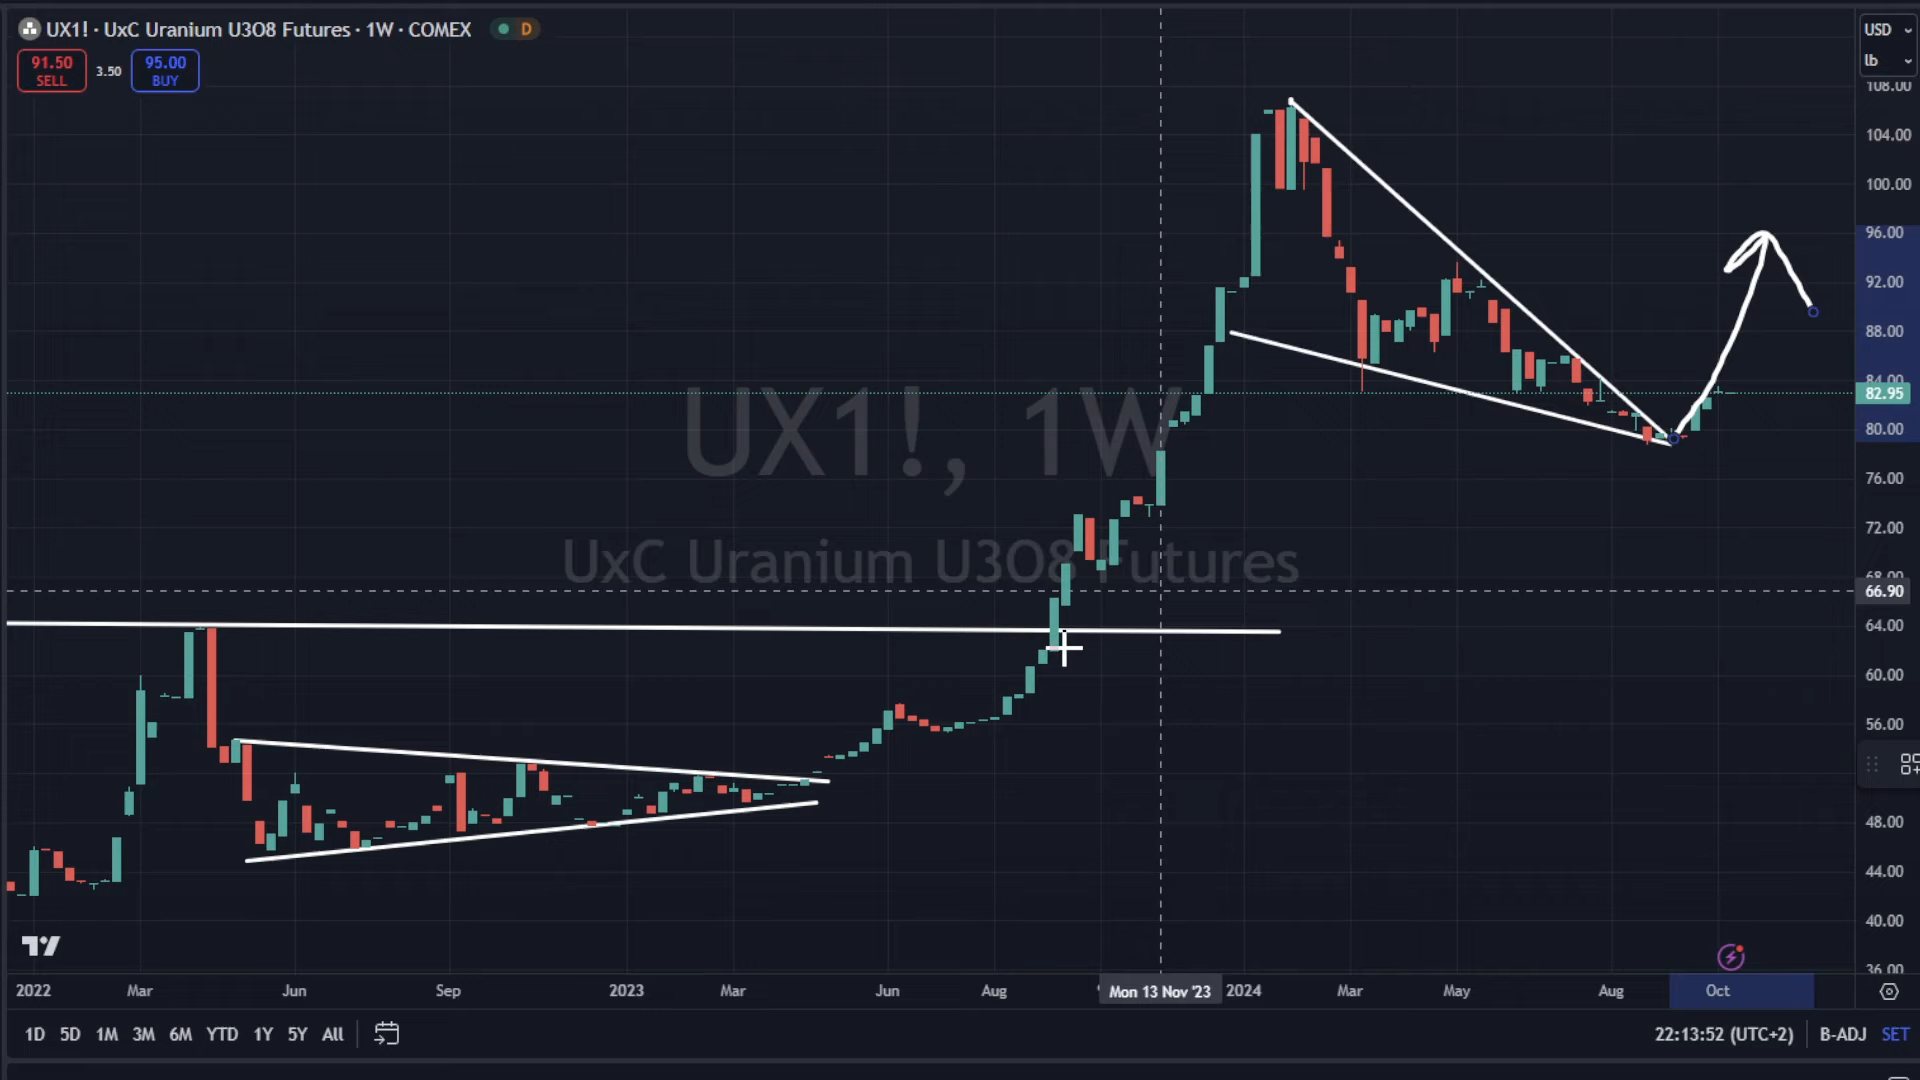 UX1! · UxC Uranium U3O8 Futures · 1W · COMEX D
91.50 SELL 3.50 95.00 BUY
USD
lb
108.00
104.00
100.00
96.00
92.00
88.00
84.00
82.95
80.00
76.00
72.00
68.00
66.90
64.00
60.00
56.00
48.00
44.00
40.00
36.00
UX1!, 1W
UxC Uranium U3O8 Futures
2022 Mar Jun Sep 2023 Mar Jun Aug Mon 13 Nov '23 2024 Mar May Aug Oct
1D 5D 1M 3M 6M YTD 1Y 5Y All 22:13:52 (UTC+2) B-ADJ SET